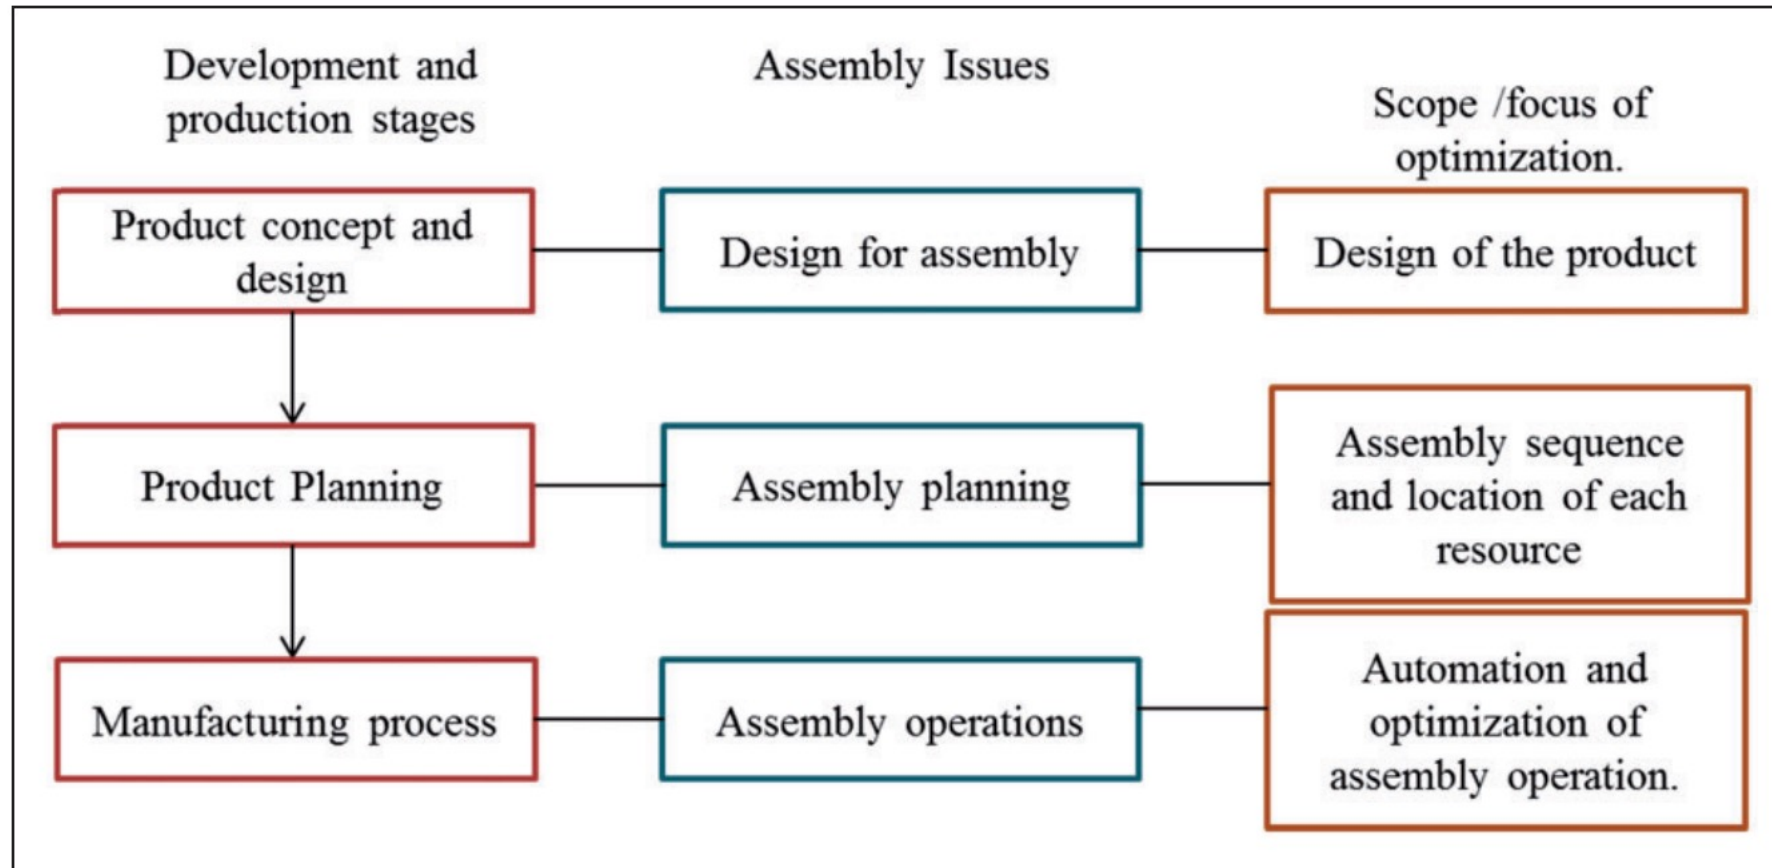 Development and
production stages
Assembly Issues
Scope /focus of
optimization.
Product concept and
design
Design for assembly
Design of the product
Product Planning
Assembly planning
Assembly sequence
and location of each
resource
Manufacturing process
Assembly operations
Automation and
optimization of
assembly operation.